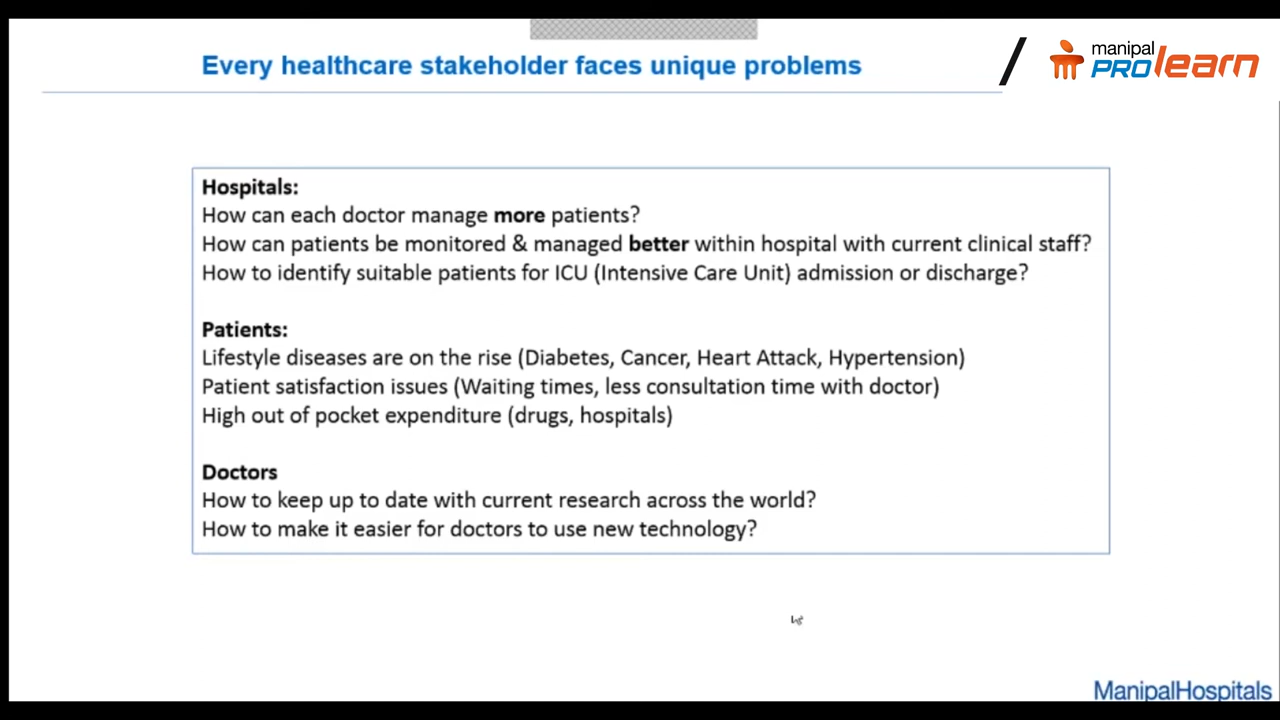 Every healthcare stakeholder faces unique problems
manipal
PROlearn
Hospitals:
How can each doctor manage more patients?
How can patients be monitored & managed better within hospital with current clinical staff?
How to identify suitable patients for ICU (Intensive Care Unit) admission or discharge?
Patients:
Lifestyle diseases are on the rise (Diabetes, Cancer, Heart Attack, Hypertension)
Patient satisfaction issues (Waiting times, less consultation time with doctor)
High out of pocket expenditure (drugs, hospitals)
Doctors
How to keep up to date with current research across the world?
How to make it easier for doctors to use new technology?
ManipalHospitals